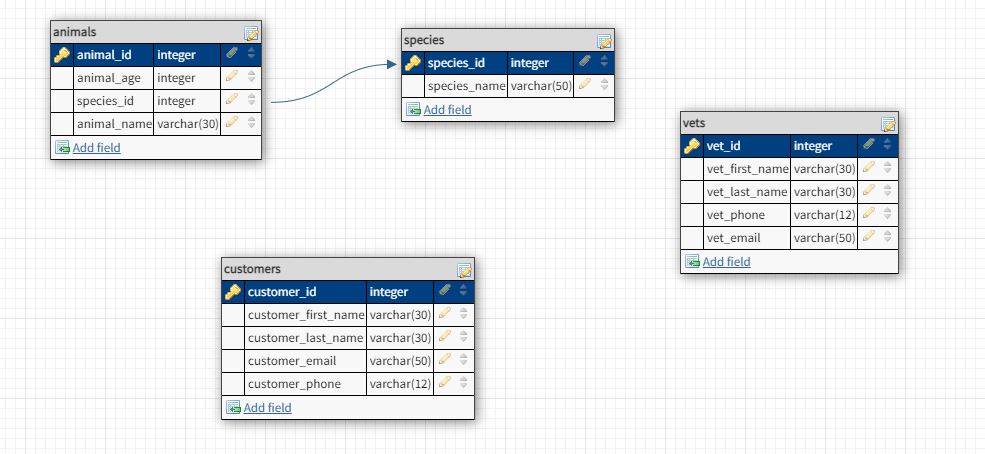 animals
animal_id integer
animal_age integer
species_id integer
animal_name varchar(30)
Add field
species
species_id integer
species_name varchar(50)
Add field
vets
vet_id integer
vet_first_name varchar(30)
vet_last_name varchar(30)
vet_phone varchar(12)
vet_email varchar(50)
Add field
customers
customer_id integer
customer_first_name varchar(30)
customer_last_name varchar(30)
customer_email varchar(50)
customer_phone varchar(12)
Add field